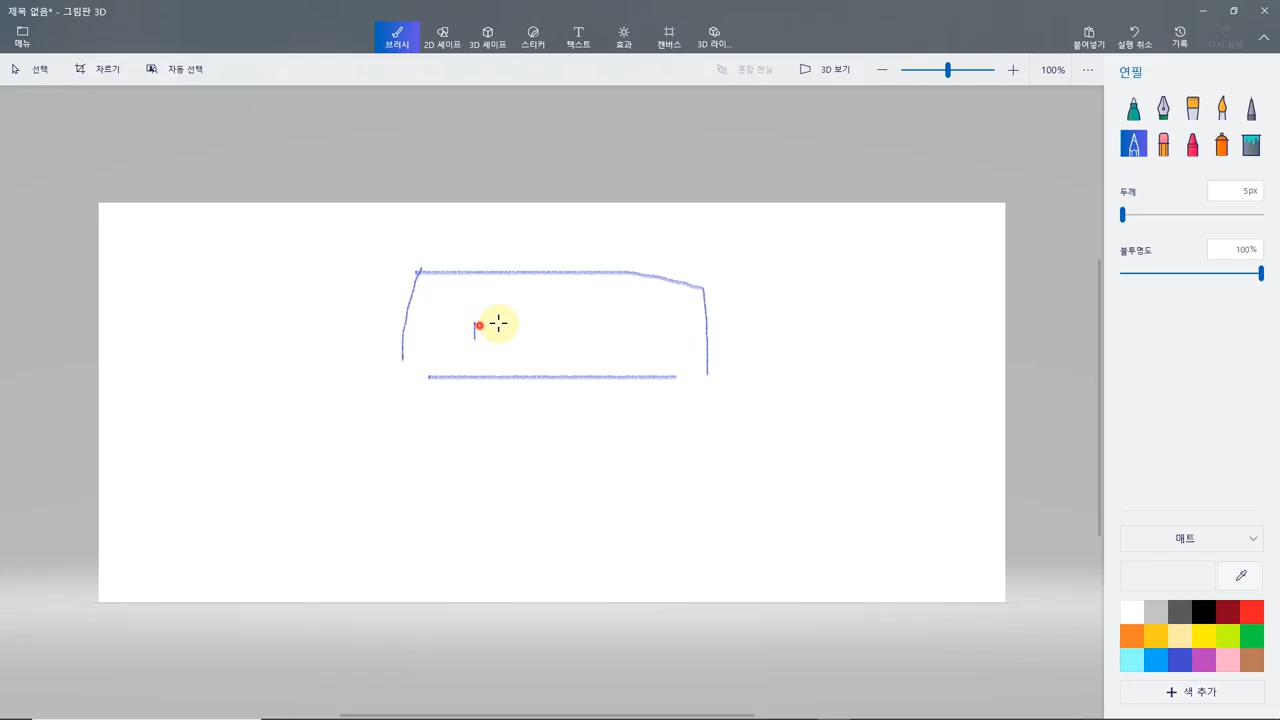 제목 없음* - 그림판 3D
메뉴
브러시
2D 셰이프
3D 셰이프
스티커
텍스트
효과
캔버스
3D 라이...
붙여넣기
실행 취소
기록
다시 실행
선택
자르기
자동 선택
혼합 현실
3D 보기
100%
연필
두께
5px
불투명도
100%
매트
색 추가